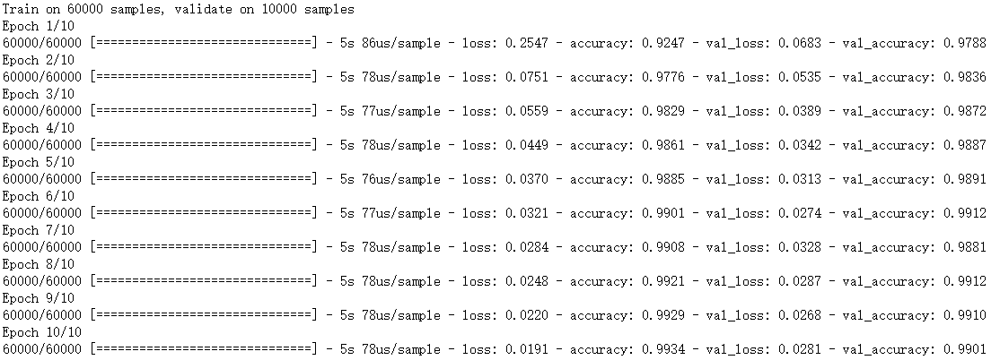 Train on 60000 samples, validate on 10000 samples
Epoch 1/10
60000/60000 [==============================] - 5s 86us/sample - loss: 0.2547 - accuracy: 0.9247 - val_loss: 0.0683 - val_accuracy: 0.9788
Epoch 2/10
60000/60000 [==============================] - 5s 78us/sample - loss: 0.0751 - accuracy: 0.9776 - val_loss: 0.0535 - val_accuracy: 0.9836
Epoch 3/10
60000/60000 [==============================] - 5s 77us/sample - loss: 0.0559 - accuracy: 0.9829 - val_loss: 0.0389 - val_accuracy: 0.9872
Epoch 4/10
60000/60000 [==============================] - 5s 78us/sample - loss: 0.0449 - accuracy: 0.9861 - val_loss: 0.0342 - val_accuracy: 0.9887
Epoch 5/10
60000/60000 [==============================] - 5s 76us/sample - loss: 0.0370 - accuracy: 0.9885 - val_loss: 0.0313 - val_accuracy: 0.9891
Epoch 6/10
60000/60000 [==============================] - 5s 77us/sample - loss: 0.0321 - accuracy: 0.9901 - val_loss: 0.0274 - val_accuracy: 0.9912
Epoch 7/10
60000/60000 [==============================] - 5s 78us/sample - loss: 0.0284 - accuracy: 0.9908 - val_loss: 0.0328 - val_accuracy: 0.9881
Epoch 8/10
60000/60000 [==============================] - 5s 78us/sample - loss: 0.0248 - accuracy: 0.9921 - val_loss: 0.0287 - val_accuracy: 0.9912
Epoch 9/10
60000/60000 [==============================] - 5s 78us/sample - loss: 0.0220 - accuracy: 0.9929 - val_loss: 0.0268 - val_accuracy: 0.9910
Epoch 10/10
60000/60000 [==============================] - 5s 78us/sample - loss: 0.0191 - accuracy: 0.9934 - val_loss: 0.0281 - val_accuracy: 0.9901